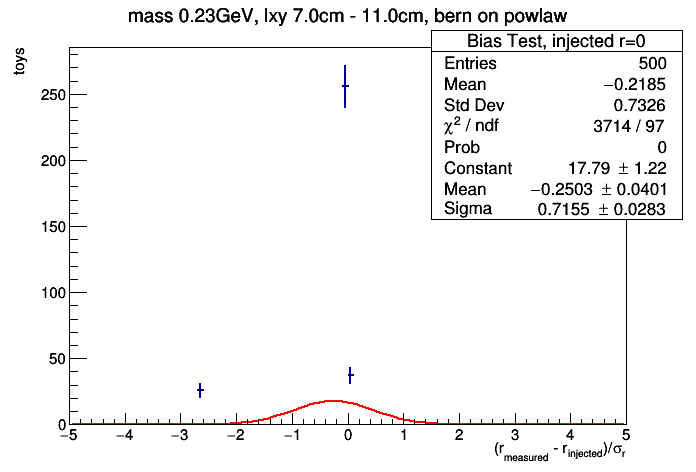 mass 0.23GeV, lxy 7.0cm - 11.0cm, bern on powlaw
toys
Bias Test, injected r=0
Entries 500
Mean −0.2185
Std Dev 0.7326
χ² / ndf 3714 / 97
Prob 0
Constant 17.79 ± 1.22
Mean −0.2503 ± 0.0401
Sigma 0.7155 ± 0.0283
250
200
150
100
50
0
−5 −4 −3 −2 −1 0 1 2 3 4 5
(r_measured - r_injected)/σ_r